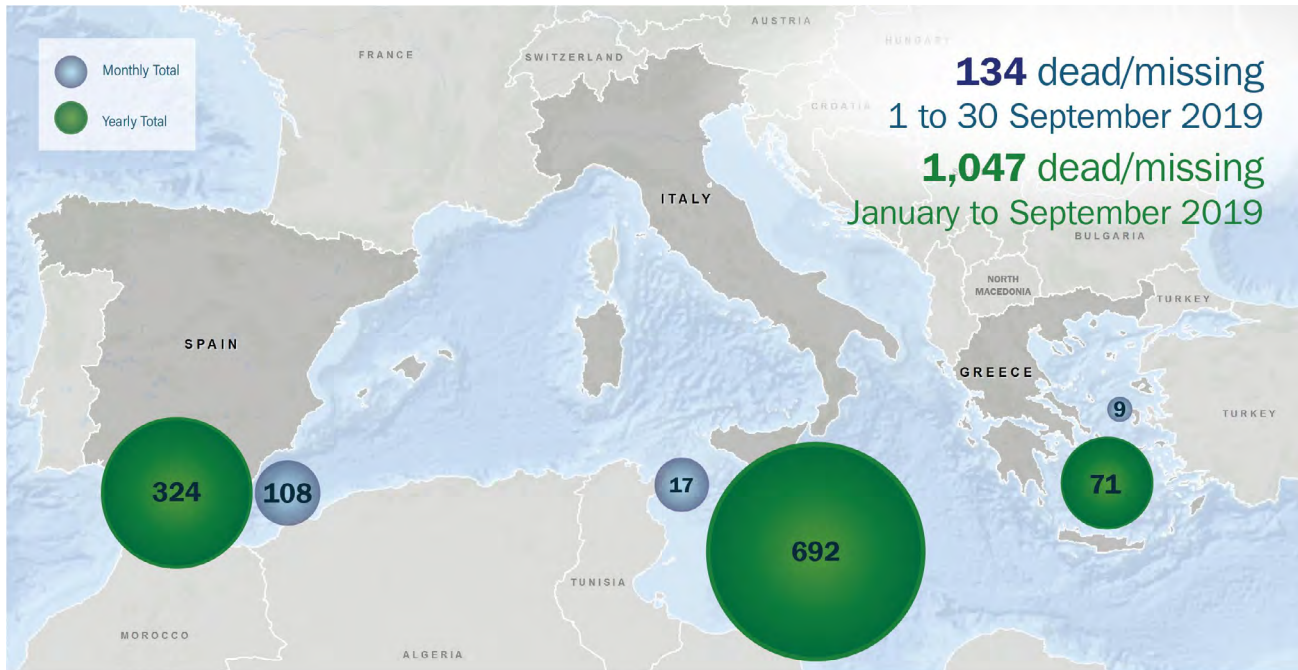 Monthly Total
Yearly Total
134 dead/missing
1 to 30 September 2019
1,047 dead/missing
January to September 2019
AUSTRIA
HUNGARY
FRANCE
SWITZERLAND
CROATIA
ITALY
BULGARIA
NORTH
MACEDONIA
TURKEY
SPAIN
GREECE
9
TURKEY
324
108
17
71
692
TUNISIA
MOROCCO
ALGERIA